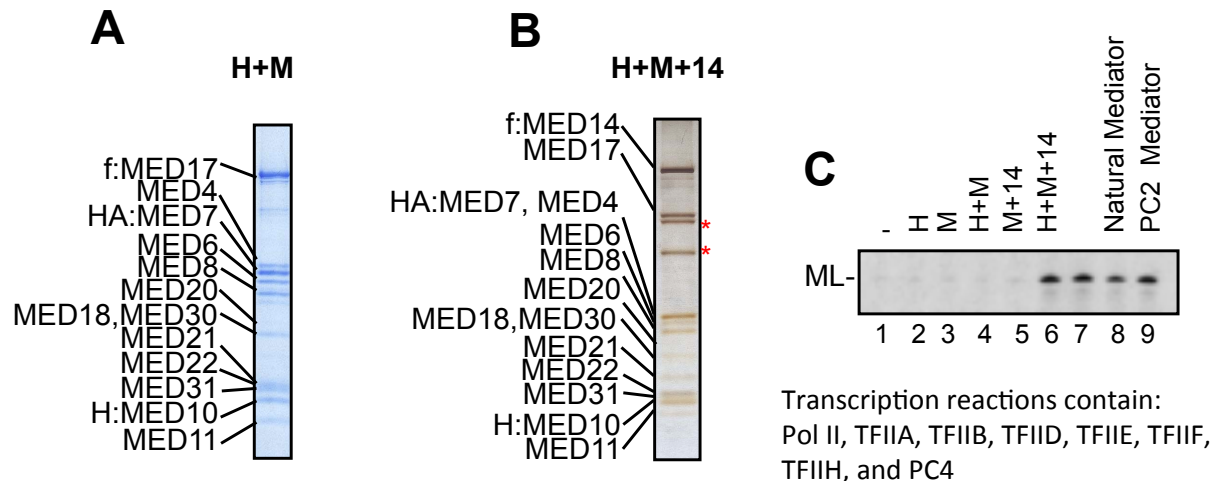 A
H+M
f:MED17
MED4
HA:MED7
MED6
MED8
MED20
MED18,MED30
MED21
MED22
MED31
H:MED10
MED11
B
H+M+14
f:MED14
MED17
HA:MED7, MED4
MED6
MED8
MED20
MED18,MED30
MED21
MED22
MED31
H:MED10
MED11
*
*
C
-
H
M
H+M
M+14
H+M+14
Natural Mediator
PC2 Mediator
ML-
1 2 3 4 5 6 7 8 9
Transcription reactions contain:
Pol II, TFIIA, TFIIB, TFIID, TFIIE, TFIIF,
TFIIH, and PC4